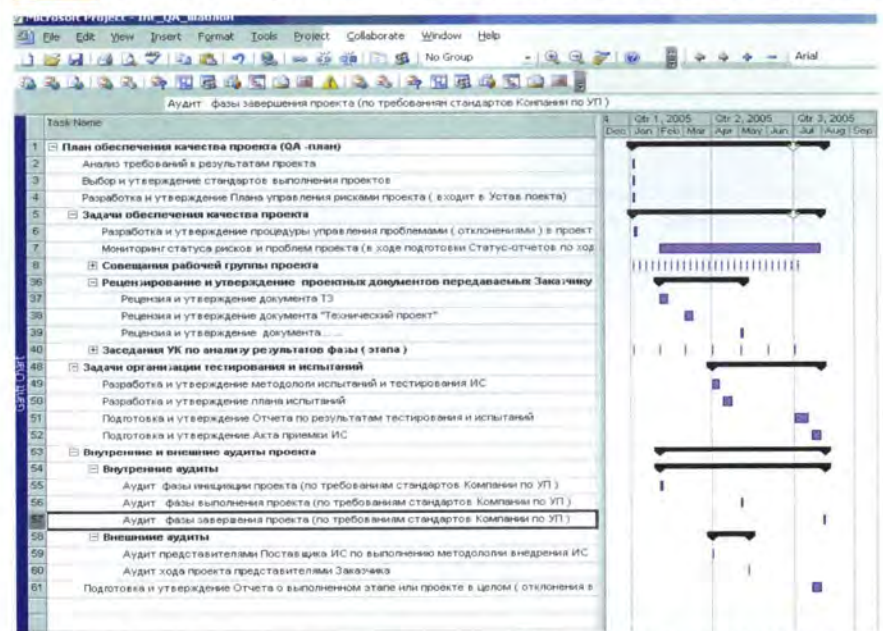 Microsoft Project - Int_QA_шаблон
File Edit View Insert Format Tools Project Collaborate Window Help
No Group Arial
Аудит фазы завершения проекта (по требованиям стандартов Компании по УП )
Task Name 4 Qtr 1, 2005 Qtr 2, 2005 Qtr 3, 2005
Dec Jan Feb Mar Apr May Jun Jul Aug Sep
1 План обеспечения качества проекта (QA -план)
2 Анализ требований к результатам проекта
3 Выбор и утверждение стандартов выполнения проектов
4 Разработка и утверждение Плана управления рисками проекта ( входит в Устав поекта)
5 Задачи обеспечения качества проекта
6 Разработка и утверждение процедуры управления проблемами ( отклонениями ) в проект
7 Мониторинг статуса рисков и проблем проекта (в ходе подготовки Статус-отчетов по ход
8 Совещания рабочей группы проекта
36 Рецензирование и утверждение проектных документов передаваемых Заказчику
37 Рецензия и утверждение документа ТЗ
38 Рецензия и утверждение документа "Технический проект"
39 Рецензия и утверждение документа......
40 Заседания УК по анализу результатов фазы ( этапа )
48 Задачи организации тестирования и испытаний
49 Разработка и утверждение методологи испытаний и тестирования ИС
50 Разработка и утверждение плана испытаний
51 Подготовка и утверждение Отчета по результатам тестирования и испытаний
52 Подготовка и утверждение Акта приемки ИС
53 Внутренние и внешние аудиты проекта
54 Внутренние аудиты
55 Аудит фазы инициации проекта (по требованиям стандартов Компании по УП )
56 Аудит фазы выполнения проекта (по требованиям стандартов Компании по УП )
57 Аудит фазы завершения проекта (по требованиям стандартов Компании по УП )
58 Внешнине аудиты
59 Аудит представителями Поставщика ИС по выполнению методологии внедрения ИС
60 Аудит хода проекта представителями Заказчика
61 Подготовка и утверждение Отчета о выполненном этапе или проекте в целом ( отклонения в
Gantt Chart